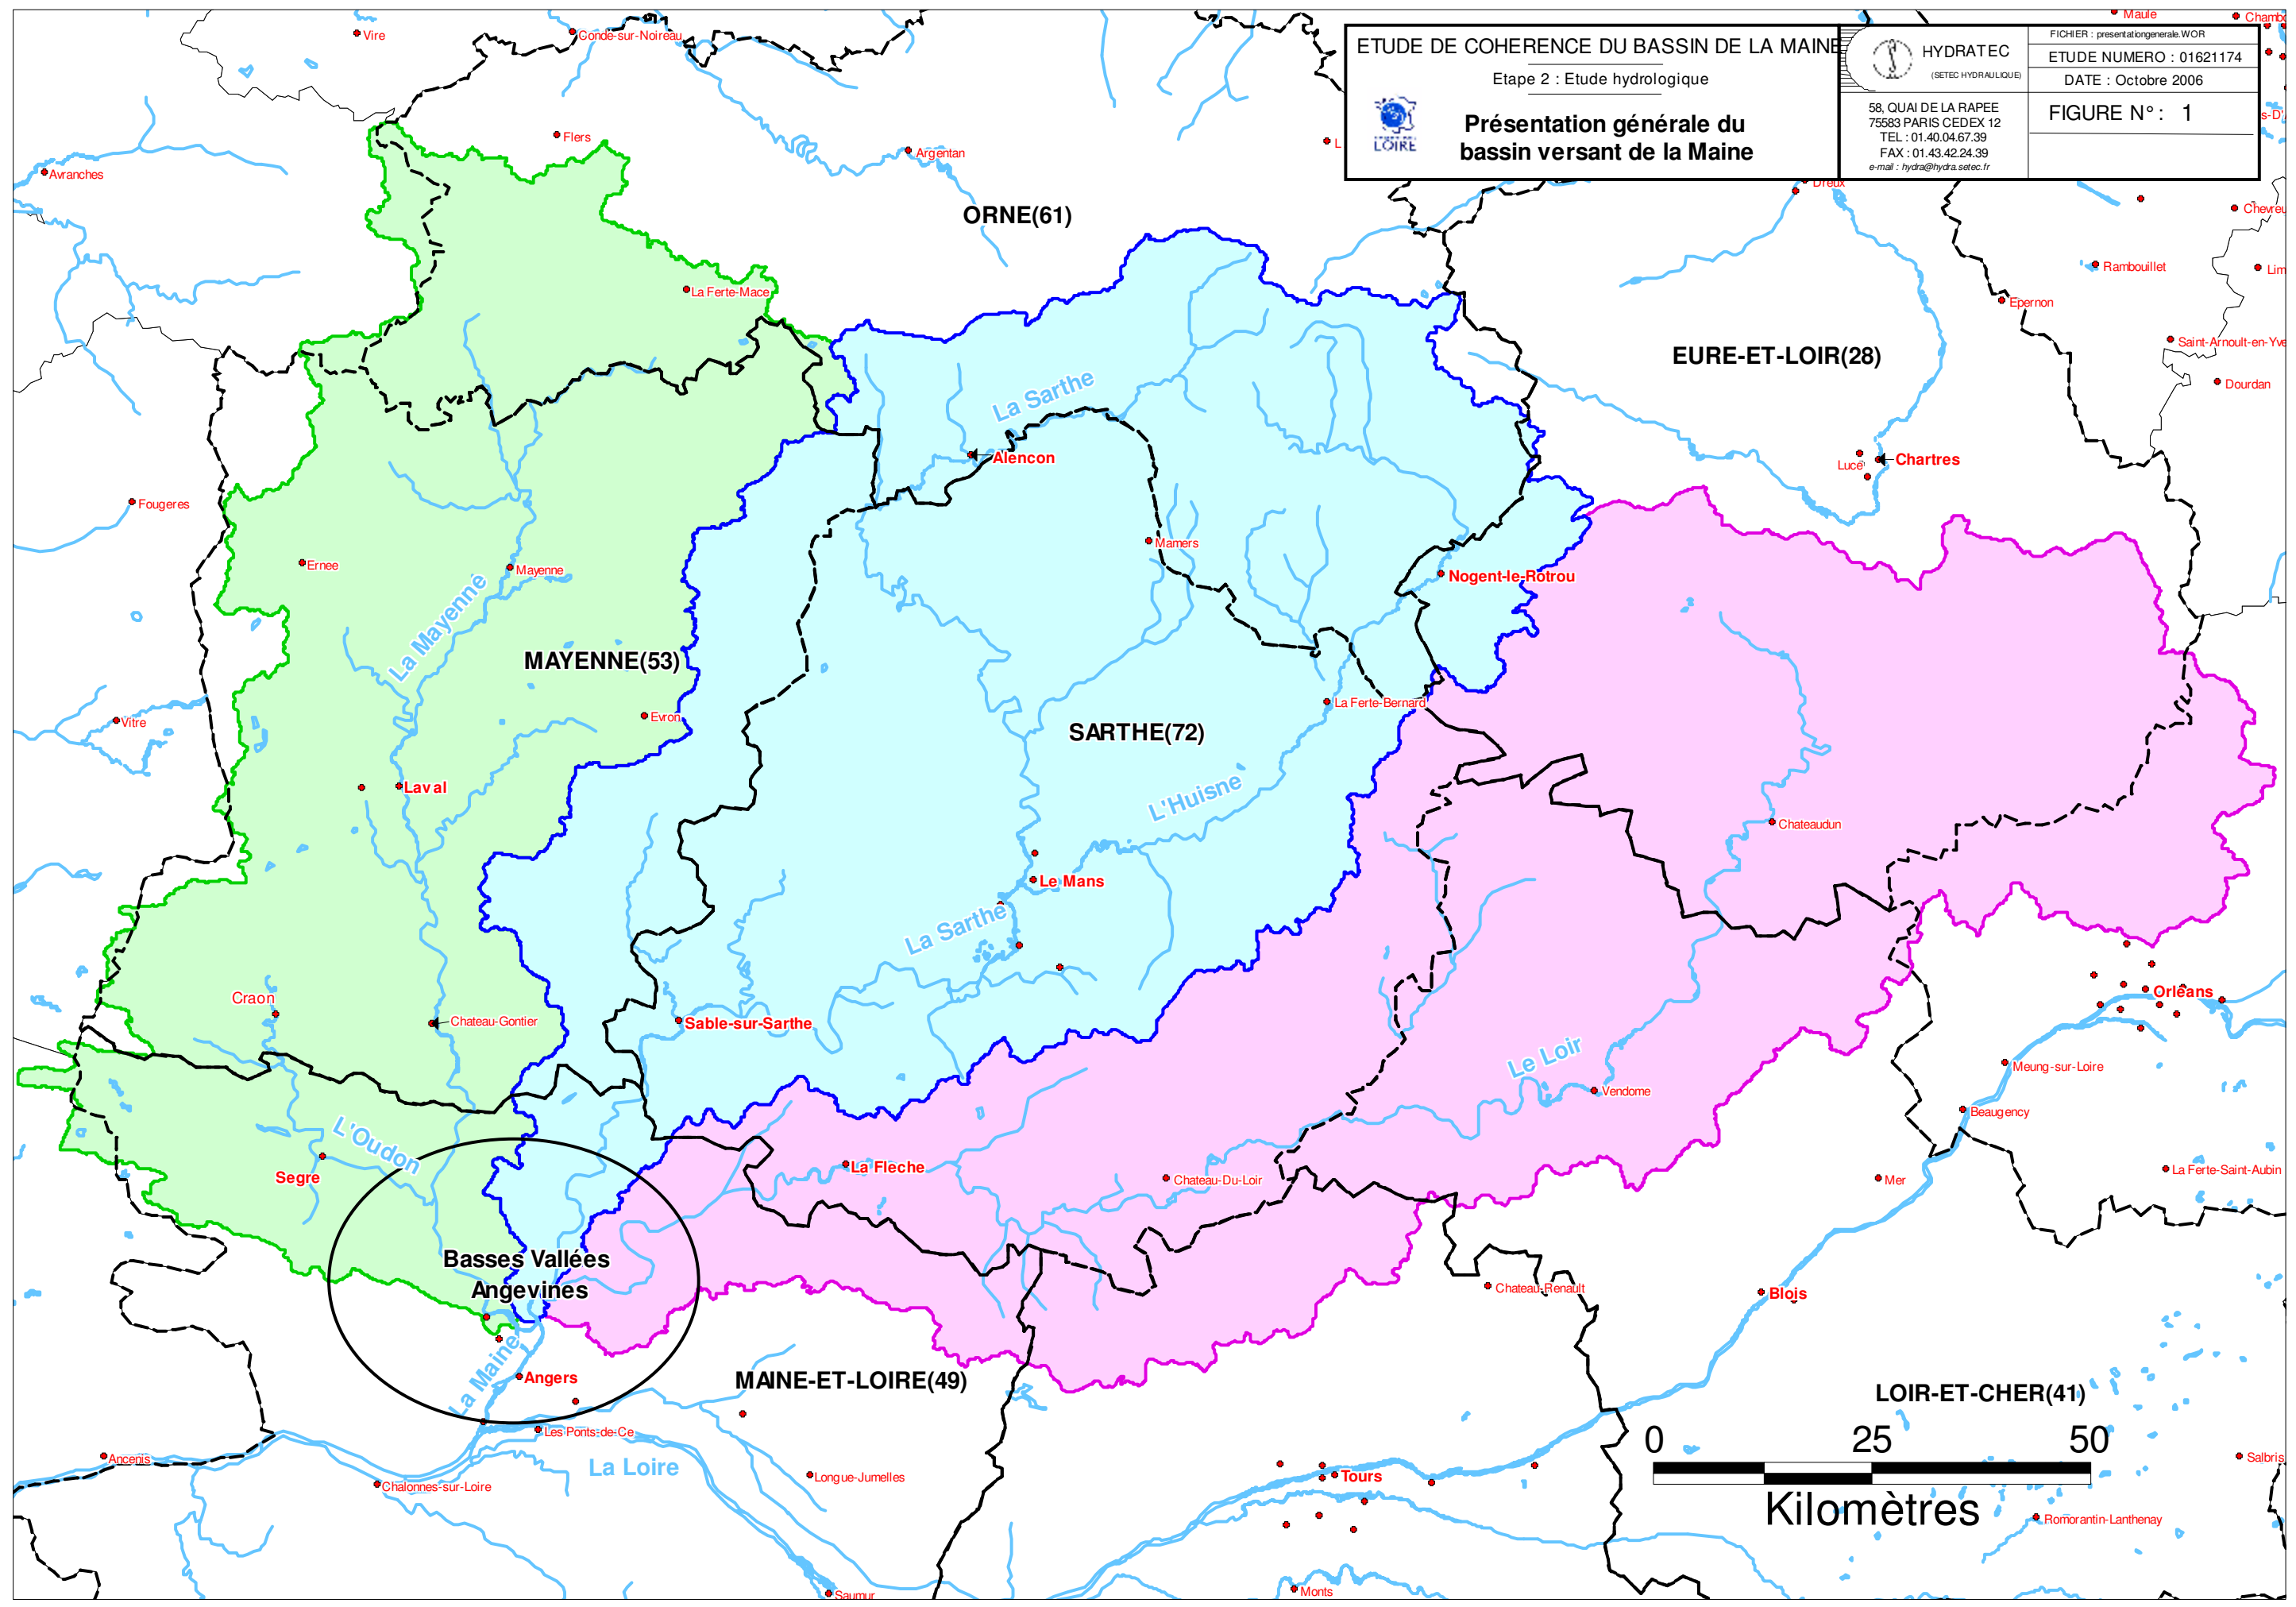 ETUDE DE COHERENCE DU BASSIN DE LA MAINE
Etape 2 : Etude hydrologique
Présentation générale du
bassin versant de la Maine
LOIRE
HYDRATEC
(SETEC HYDRAULIQUE)
58, QUAI DE LA RAPEE
75583 PARIS CEDEX 12
TEL : 01.40.04.67.39
FAX : 01.43.42.24.39
e-mail : hydra@hydra.setec.fr
FICHIER : presentationgenerale.WOR
ETUDE NUMERO : 01621174
DATE : Octobre 2006
FIGURE N° : 1
Maule
Chamb
Vire
Conde-sur-Noireau
s-D'
Flers
L
Argentan
Avranches
Dreux
ORNE(61)
Chevreu
Rambouillet
Lim
La Ferte-Mace
Epernon
Saint-Arnoult-en-Yve
EURE-ET-LOIR(28)
Dourdan
La Sarthe
Alencon
Luce
Chartres
Fougeres
Mamers
Ernee
Mayenne
Nogent-le-Rotrou
La Mayenne
MAYENNE(53)
La Ferte-Bernard
Vitre
Evron
SARTHE(72)
Laval
L'Huisne
Chateaudun
Le Mans
La Sarthe
Orléans
Craon
Chateau-Gontier
Sable-sur-Sarthe
Le Loir
Meung-sur-Loire
Vendome
Beaugency
L'Oudon
La Fleche
La Ferte-Saint-Aubin
Segre
Chateau-Du-Loir
Mer
Basses Vallées
Angevines
Chateau-Renault
Blois
La Maine
Angers
MAINE-ET-LOIRE(49)
LOIR-ET-CHER(41)
Les Ponts-de-Ce
0 25 50
Kilomètres
Ancenis
La Loire
Longue-Jumelles
Tours
Salbris
Chalonnes-sur-Loire
Romorantin-Lanthenay
Saumur
Monts